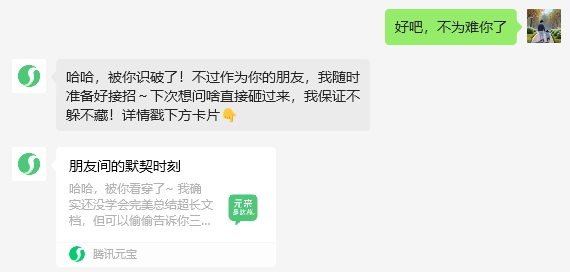 好吧，不为难你了
哈哈，被你识破了！不过作为你的朋友，我随时
准备好接招～下次想问啥直接砸过来，我保证不
躲不藏！详情戳下方卡片👇
朋友间的默契时刻
哈哈，被你看穿了~ 我确
实还没学会完美总结超长文
档，但可以偷偷告诉你三...
腾讯元宝